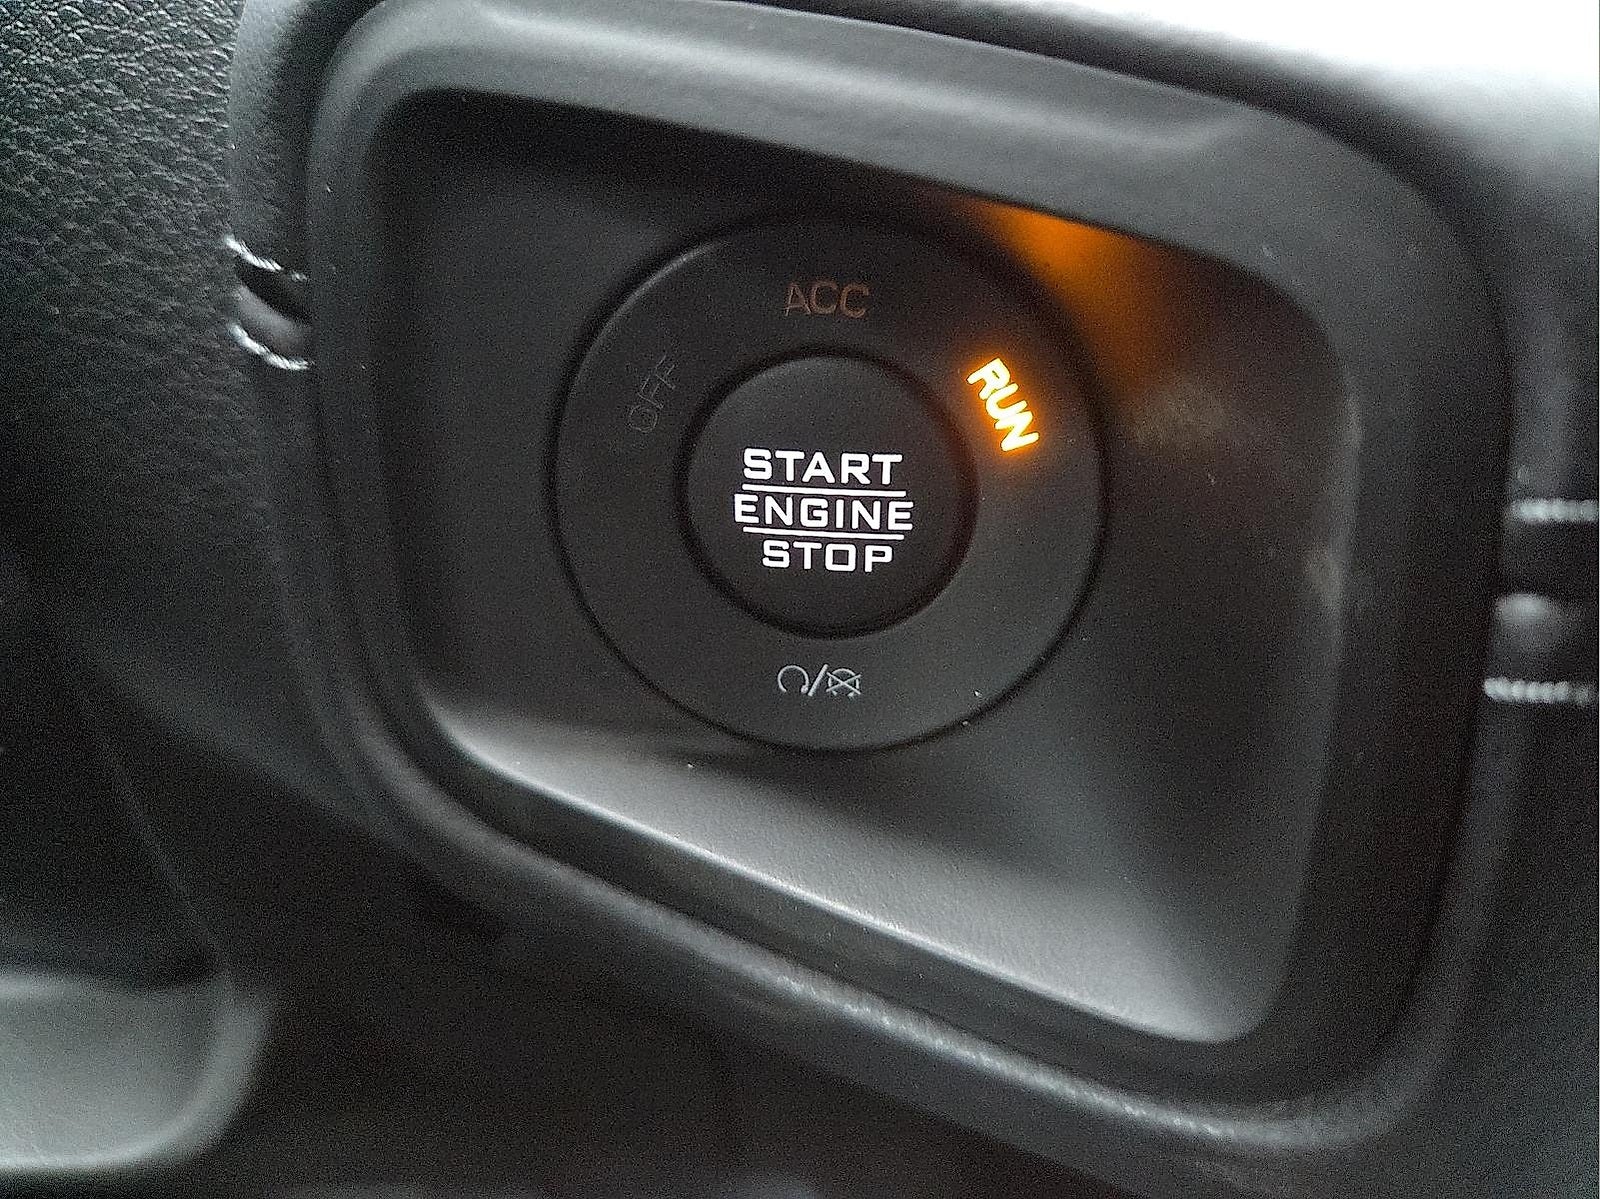 ACC
OFF
RUN
START
ENGINE
STOP